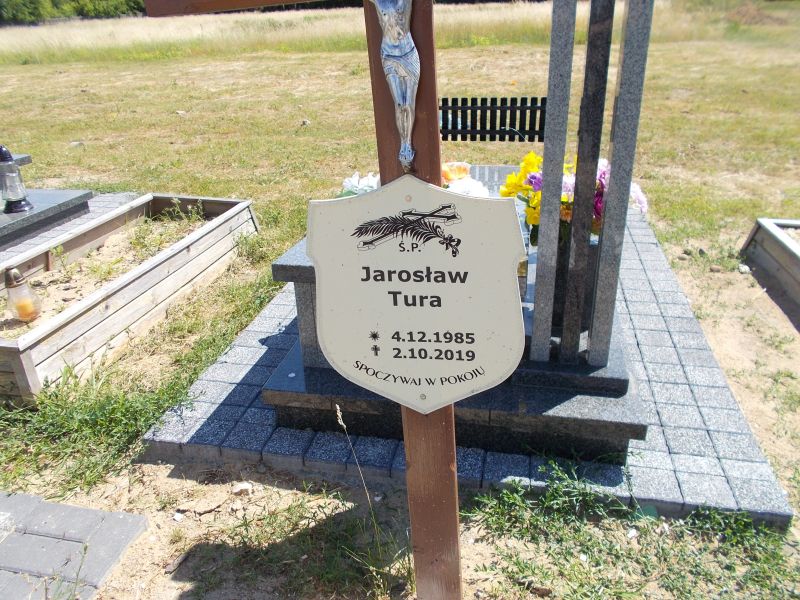 Ś.P.
Jarosław
Tura
4.12.1985
2.10.2019
SPOCZYWAJ W POKOJU